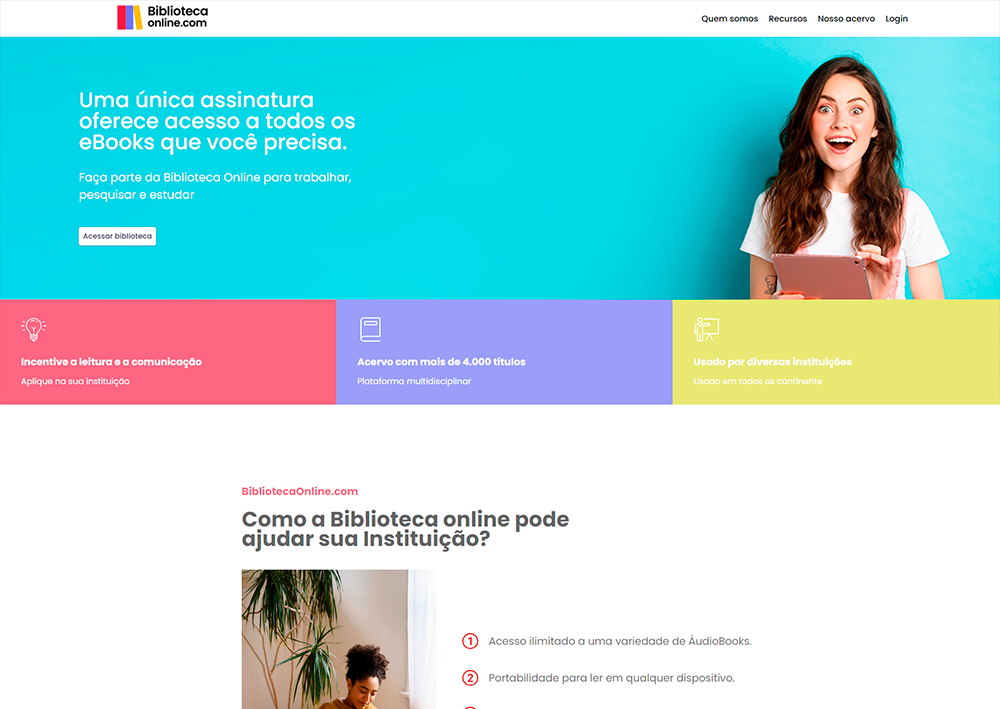 Biblioteca
online.com
Quem somos Recursos Nosso acervo Login
Uma única assinatura
oferece acesso a todos os
eBooks que você precisa.
Faça parte da Biblioteca Online para trabalhar,
pesquisar e estudar
Acessar biblioteca
Incentive a leitura e a comunicação
Aplique na sua instituição
Acervo com mais de 4.000 títulos
Plataforma multidisciplinar
Usado por diversas instituições
Usado em todos os continente
BibliotecaOnline.com
Como a Biblioteca online pode
ajudar sua Instituição?
1 Acesso ilimitado a uma variedade de ÁudioBooks.
2 Portabilidade para ler em qualquer dispositivo.